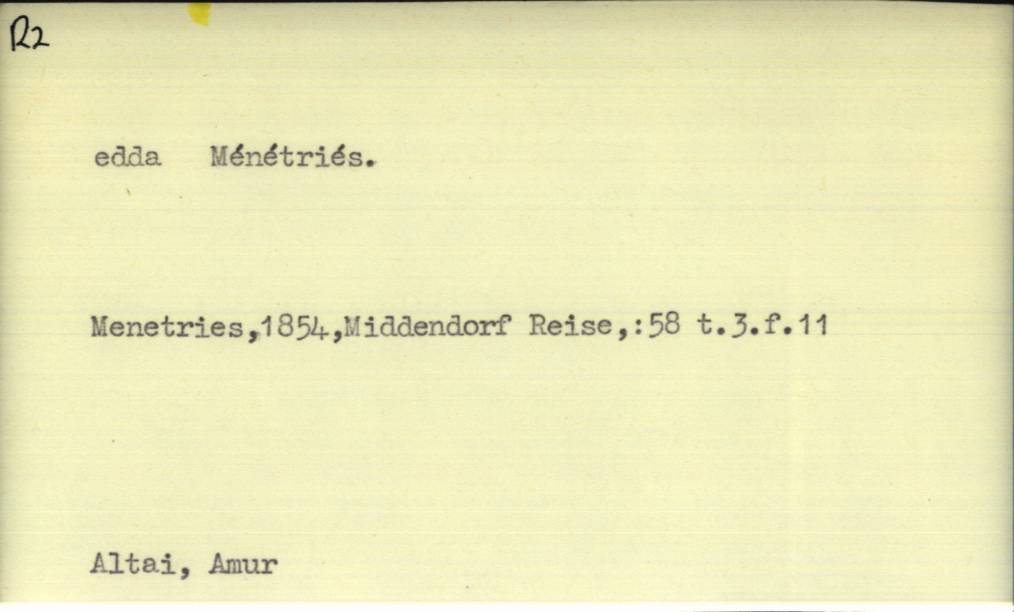 R2
edda Ménétriés.
Menetries,1854,Middendorf Reise,:58 t.3.f.11
Altai, Amur